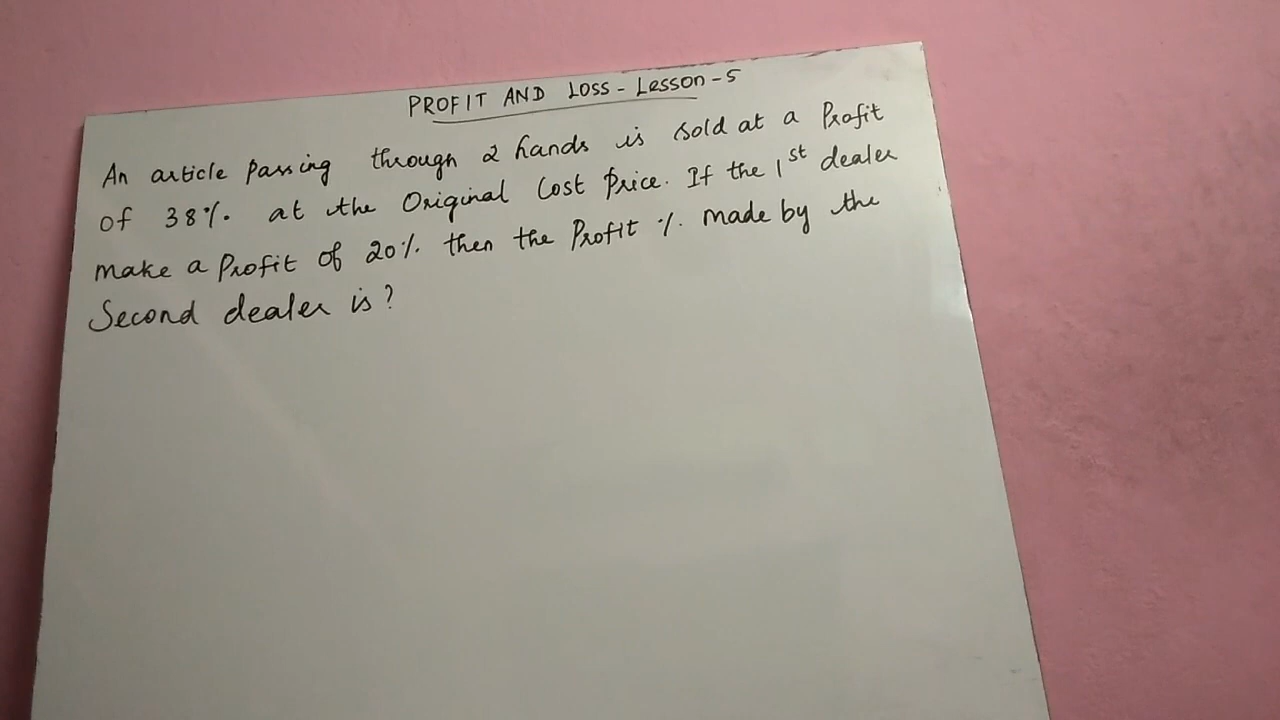 PROFIT AND LOSS - Lesson - 5
An article passing through 2 hands is sold at a Profit
of 38%. at the Original Cost Price. If the 1st dealer
make a Profit of 20%. then the Profit %. made by the
Second dealer is?